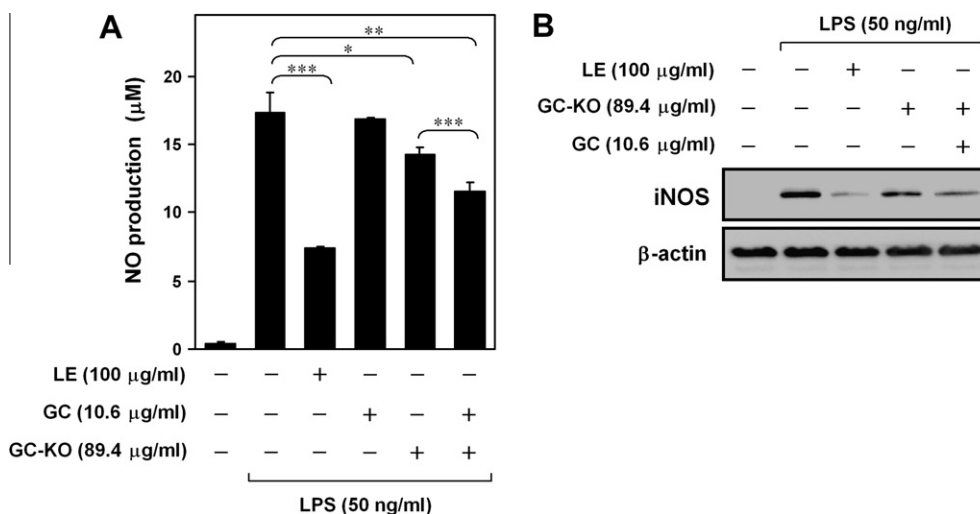 A
NO production (μM)
20
15
10
5
0
**
*
***
***
LE (100 μg/ml) – – + – – –
GC (10.6 μg/ml) – – – + – +
GC-KO (89.4 μg/ml) – – – – + +
LPS (50 ng/ml)
B
LPS (50 ng/ml)
LE (100 μg/ml) – – + – –
GC-KO (89.4 μg/ml) – – – + +
GC (10.6 μg/ml) – – – – +
iNOS
β-actin